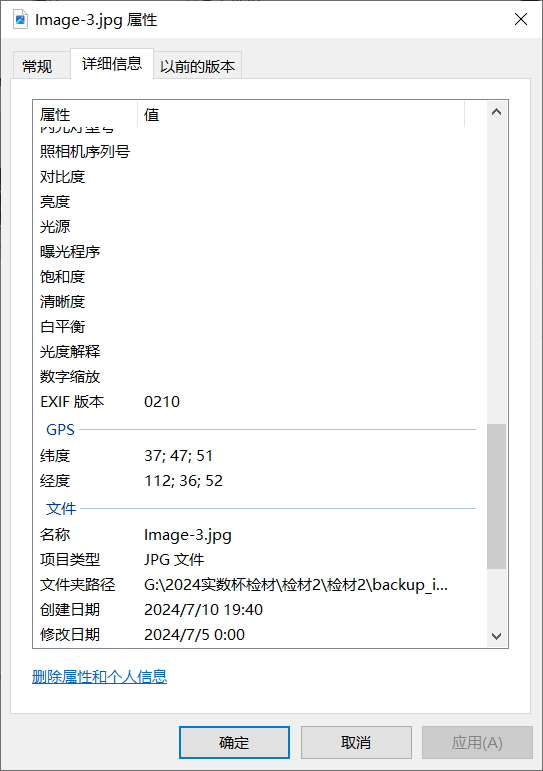 Image-3.jpg 属性
常规 详细信息 以前的版本
属性 值
照相机序列号
对比度
亮度
光源
曝光程序
饱和度
清晰度
白平衡
光度解释
数字缩放
EXIF 版本 0210
GPS
纬度 37; 47; 51
经度 112; 36; 52
文件
名称 Image-3.jpg
项目类型 JPG 文件
文件夹路径 G:\2024实数杯检材\检材2\检材2\backup_i...
创建日期 2024/7/10 19:40
修改日期 2024/7/5 0:00
删除属性和个人信息
确定 取消 应用(A)